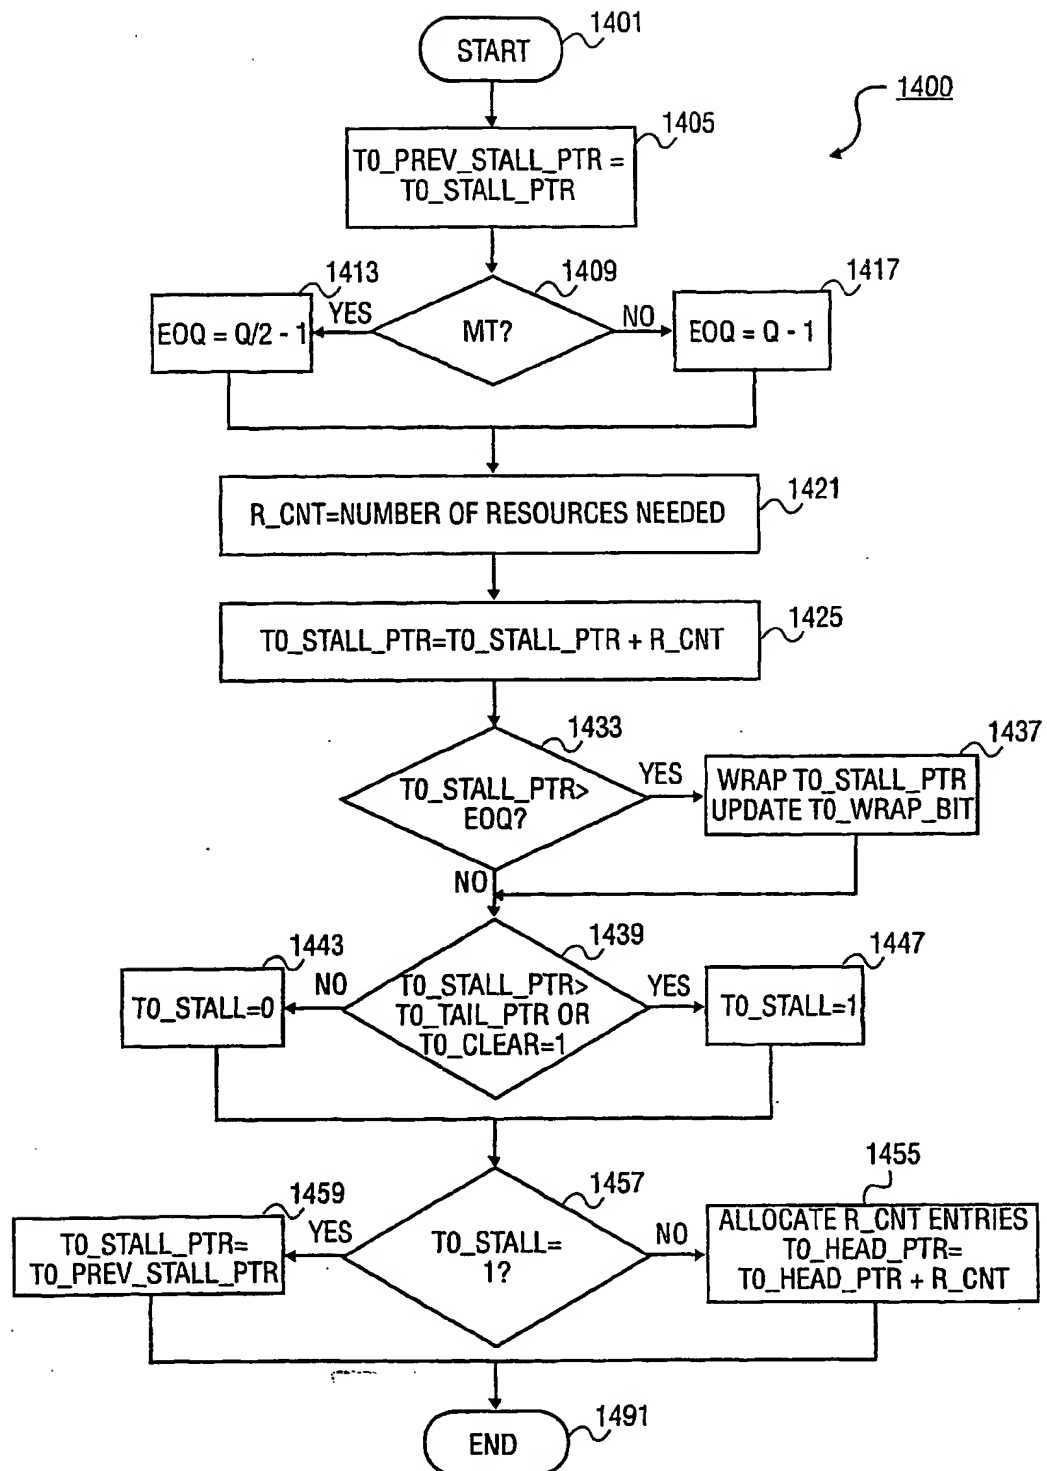 START
1401
1400
1405
T0_PREV_STALL_PTR =
T0_STALL_PTR
1413
1409
1417
EOQ = Q/2 - 1
YES
MT?
NO
EOQ = Q - 1
R_CNT=NUMBER OF RESOURCES NEEDED
1421
T0_STALL_PTR=T0_STALL_PTR + R_CNT
1425
1433
1437
T0_STALL_PTR>
EOQ?
YES
WRAP T0_STALL_PTR
UPDATE T0_WRAP_BIT
NO
1443
1439
1447
T0_STALL=0
NO
T0_STALL_PTR>
T0_TAIL_PTR OR
T0_CLEAR=1
YES
T0_STALL=1
1459
1457
1455
T0_STALL_PTR=
T0_PREV_STALL_PTR
YES
T0_STALL=
1?
NO
ALLOCATE R_CNT ENTRIES
T0_HEAD_PTR=
T0_HEAD_PTR + R_CNT
END
1491